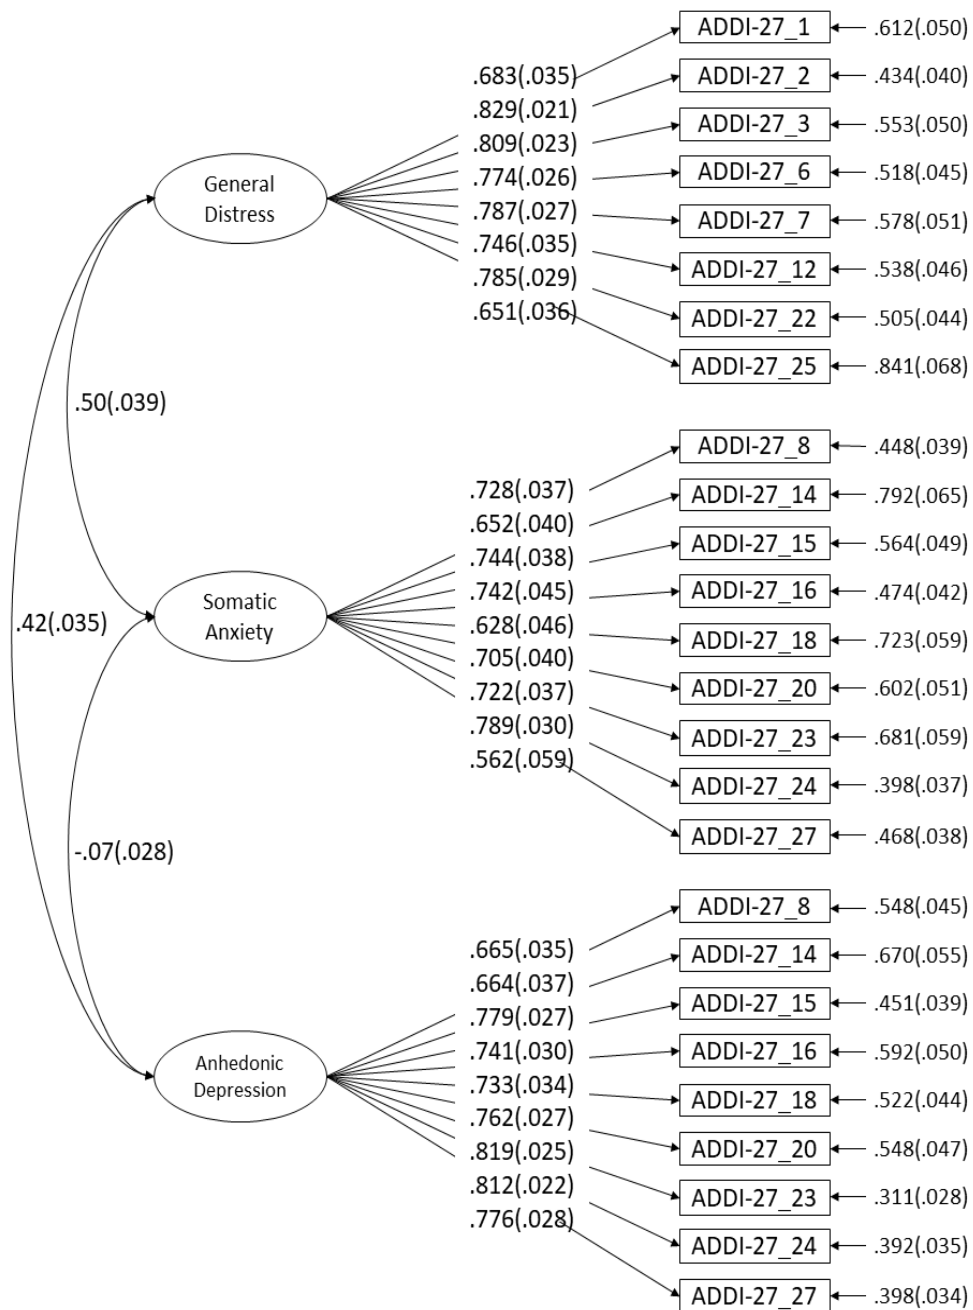 ADDI-27_1 .612(.050)
.683(.035)
ADDI-27_2 .434(.040)
.829(.021)
ADDI-27_3 .553(.050)
.809(.023)
ADDI-27_6 .518(.045)
.774(.026)
General
Distress
.787(.027)
ADDI-27_7 .578(.051)
.746(.035)
ADDI-27_12 .538(.046)
.785(.029)
.651(.036)
ADDI-27_22 .505(.044)
ADDI-27_25 .841(.068)
.50(.039)
ADDI-27_8 .448(.039)
.728(.037)
ADDI-27_14 .792(.065)
.652(.040)
ADDI-27_15 .564(.049)
.744(.038)
ADDI-27_16 .474(.042)
.742(.045)
Somatic
Anxiety
.42(.035)
.628(.046)
ADDI-27_18 .723(.059)
.705(.040)
ADDI-27_20 .602(.051)
.722(.037)
.789(.030)
ADDI-27_23 .681(.059)
.562(.059)
ADDI-27_24 .398(.037)
ADDI-27_27 .468(.038)
-.07(.028)
ADDI-27_8 .548(.045)
.665(.035)
ADDI-27_14 .670(.055)
.664(.037)
ADDI-27_15 .451(.039)
.779(.027)
ADDI-27_16 .592(.050)
.741(.030)
Anhedonic
Depression
.733(.034)
ADDI-27_18 .522(.044)
.762(.027)
ADDI-27_20 .548(.047)
.819(.025)
.812(.022)
ADDI-27_23 .311(.028)
.776(.028)
ADDI-27_24 .392(.035)
ADDI-27_27 .398(.034)